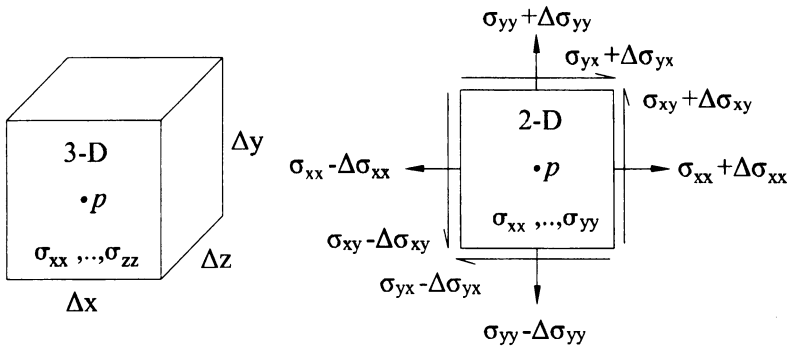 3-D
•p
σxx ,..,σzz
Δx
Δy
Δz
σyy+Δσyy
σyx+Δσyx
σxy+Δσxy
2-D
σxx-Δσxx
•p
σxx+Δσxx
σxx ,..,σyy
σxy-Δσxy
σyx-Δσyx
σyy-Δσyy